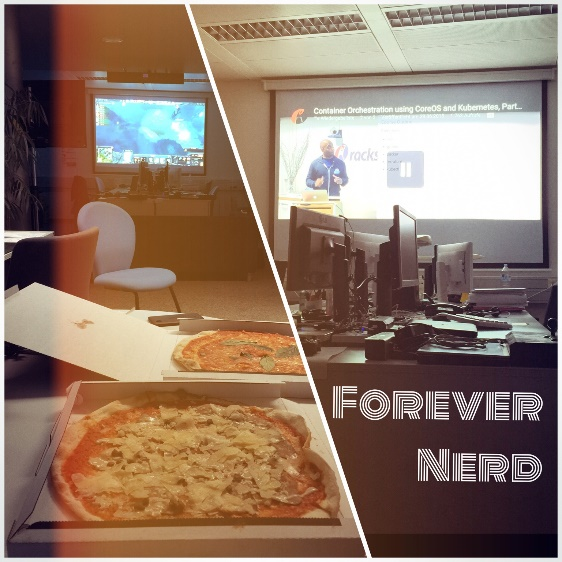 Container Orchestration using CoreOS and Kubernetes, Part...
racks
Forever
Nerd